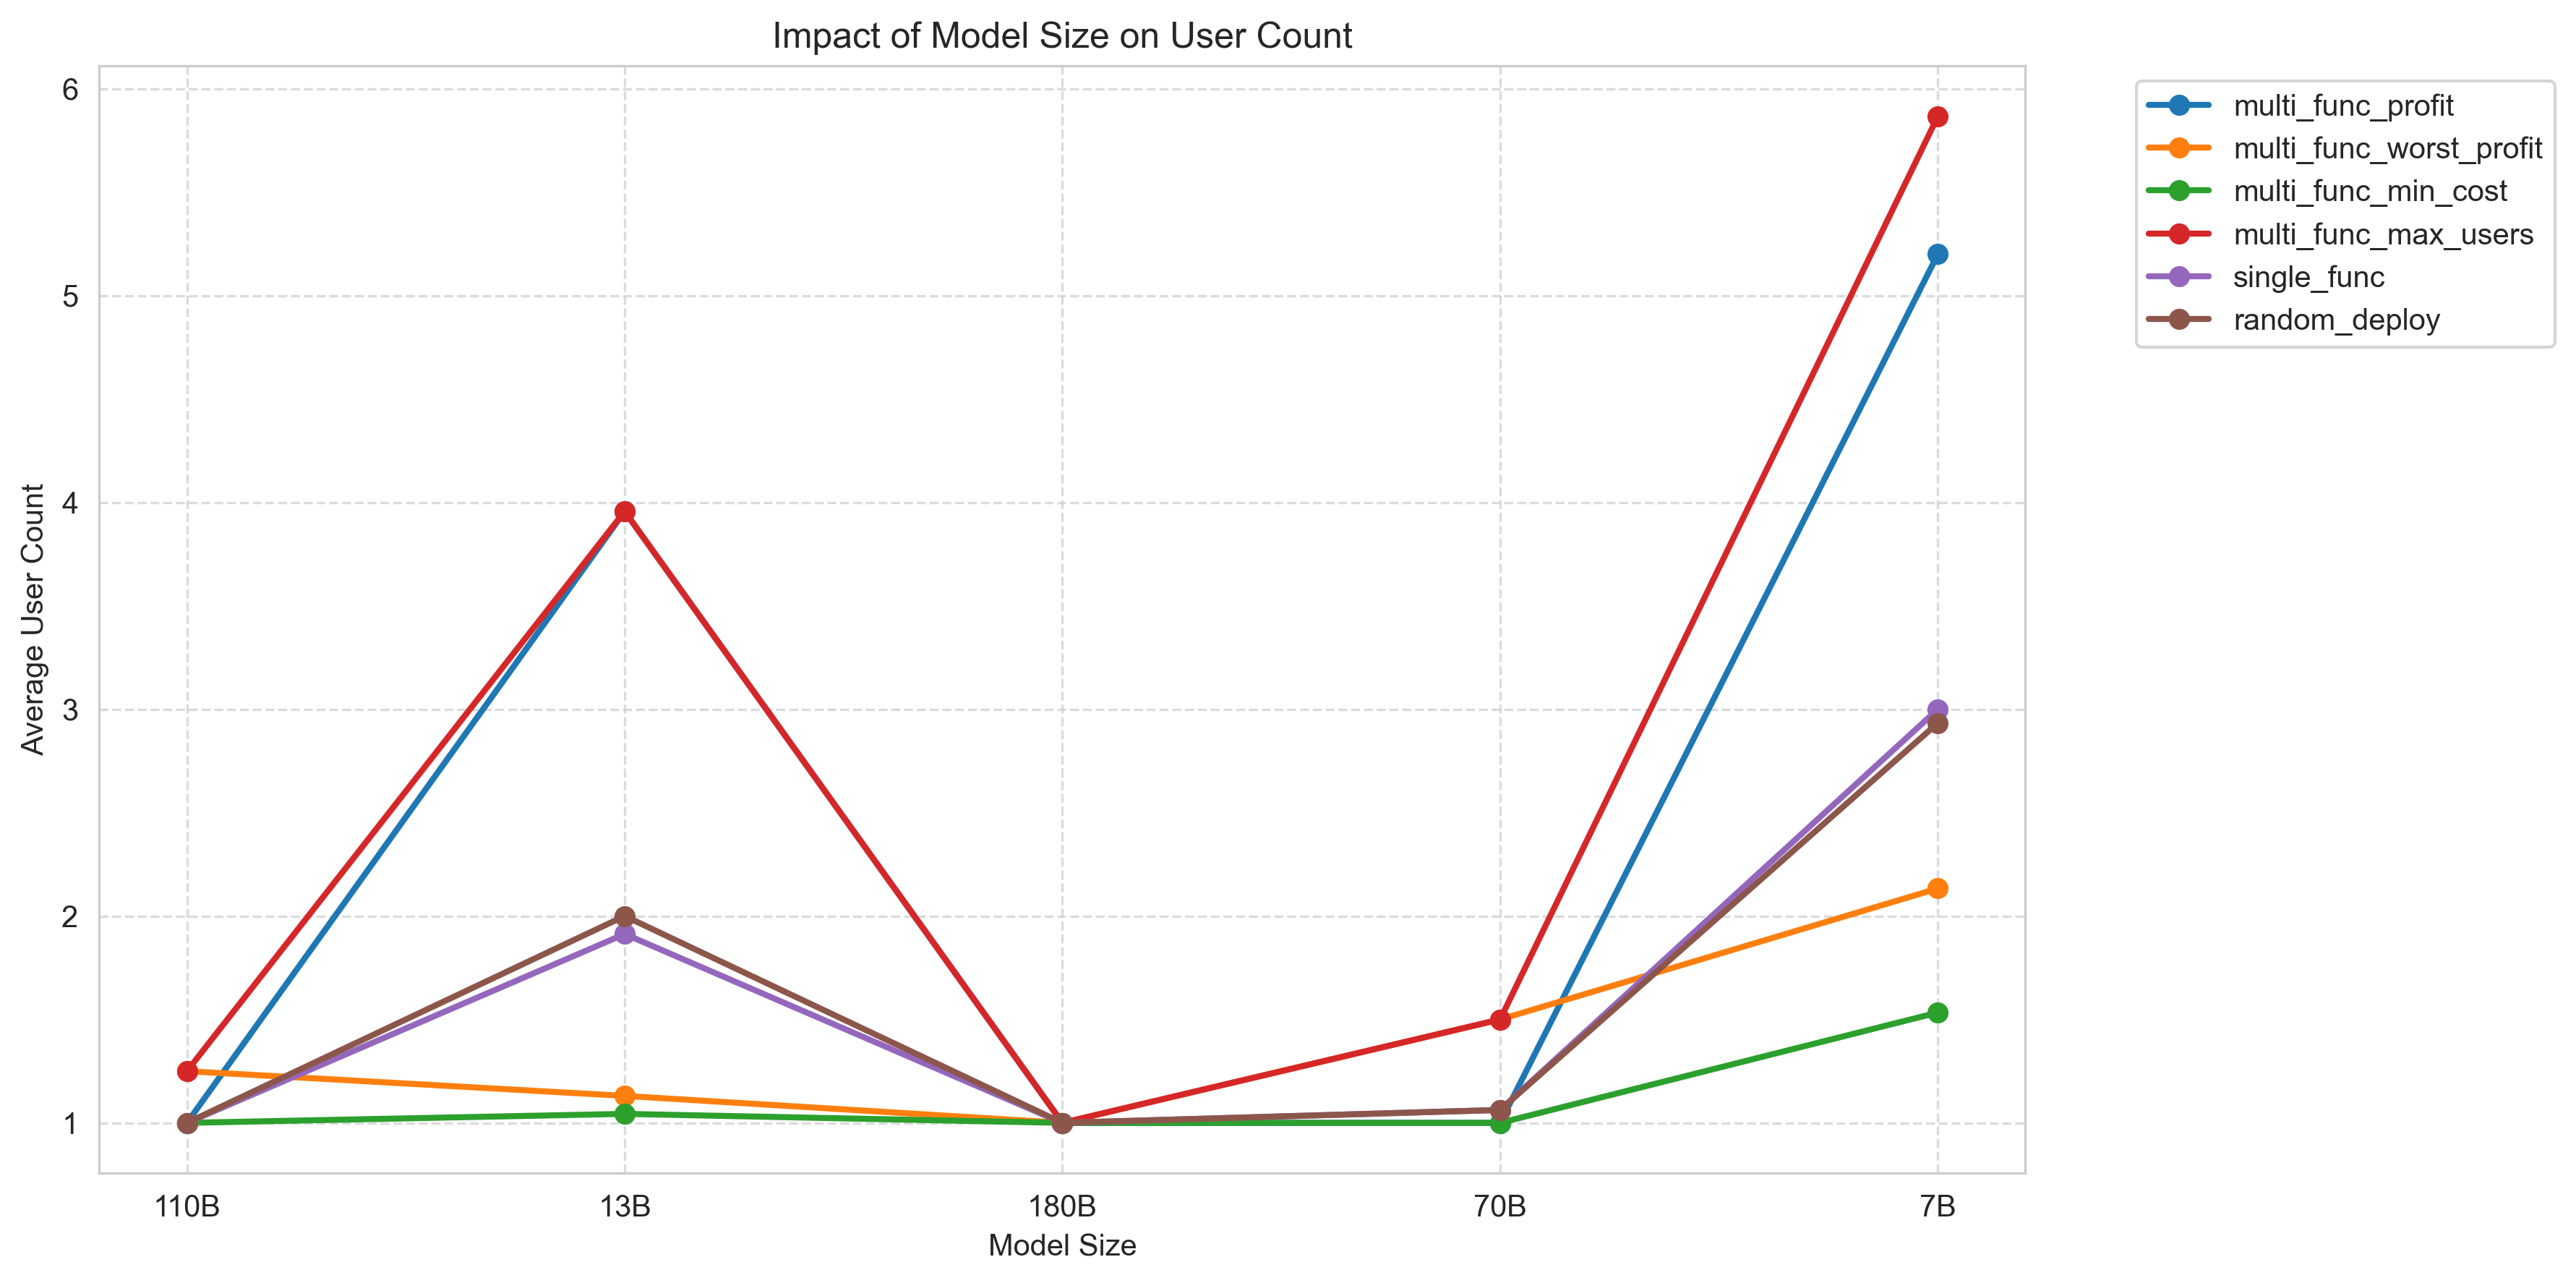 Impact of Model Size on User Count
6
5
4
3
2
1
Average User Count
110B
13B
180B
70B
7B
Model Size
multi_func_profit
multi_func_worst_profit
multi_func_min_cost
multi_func_max_users
single_func
random_deploy